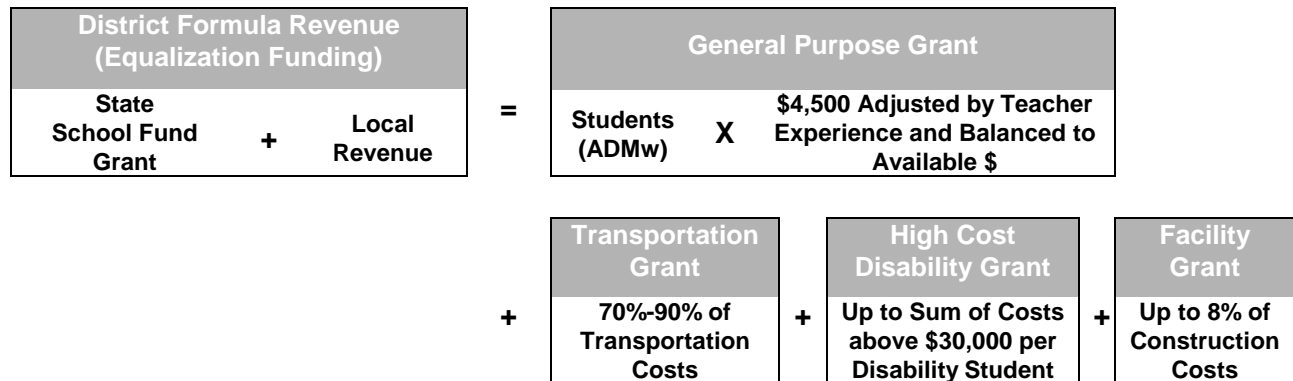 District Formula Revenue
(Equalization Funding)
State
School Fund
Grant
+
Local
Revenue
=
General Purpose Grant
Students
(ADMw)
X
$4,500 Adjusted by Teacher
Experience and Balanced to
Available $
+
Transportation
Grant
70%-90% of
Transportation
Costs
+
High Cost
Disability Grant
Up to Sum of Costs
above $30,000 per
Disability Student
+
Facility
Grant
Up to 8% of
Construction
Costs